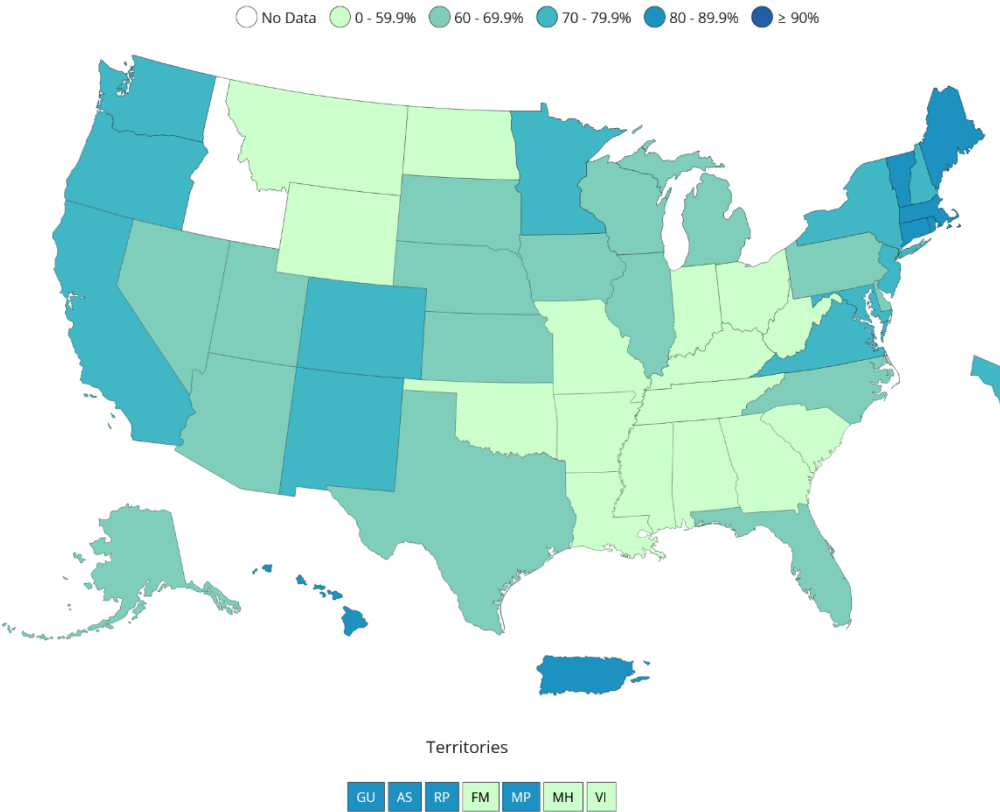 No Data 0 - 59.9% 60 - 69.9% 70 - 79.9% 80 - 89.9% ≥ 90%
Territories
GU AS RP FM MP MH VI